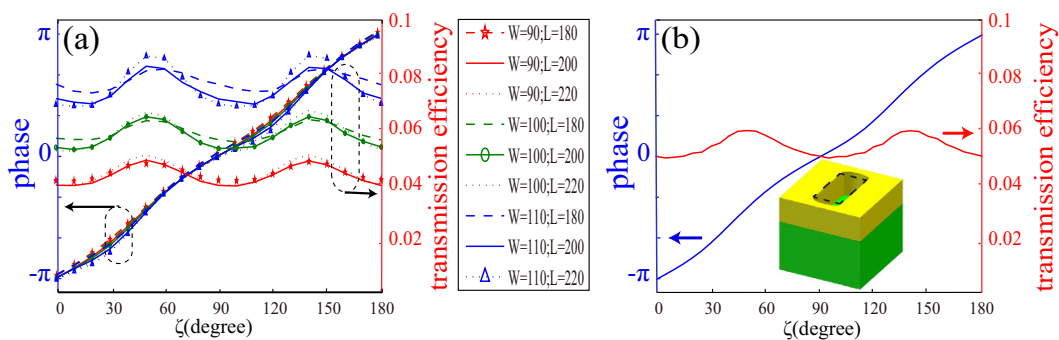 (a)
π
0
-π
phase
0
30
60
90
120
150
180
ζ(degree)
0.1
0.08
0.06
0.04
0.02
transmission efficiency
W=90;L=180
W=90;L=200
W=90;L=220
W=100;L=180
W=100;L=200
W=100;L=220
W=110;L=180
W=110;L=200
W=110;L=220
(b)
π
0
-π
phase
0
30
60
90
120
150
180
ζ(degree)
0.1
0.08
0.06
0.04
0.02
transmission efficiency